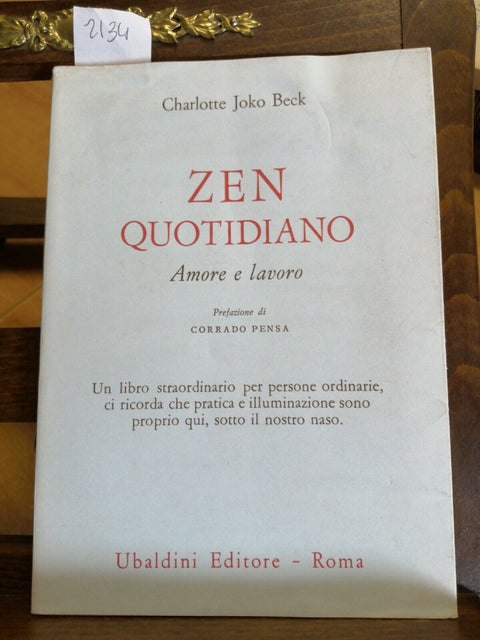 2134
Charlotte Joko Beck
ZEN
QUOTIDIANO
Amore e lavoro
Prefazione di
CORRADO PENSA
Un libro straordinario per persone ordinarie,
ci ricorda che pratica e illuminazione sono
proprio qui, sotto il nostro naso.
Ubaldini Editore - Roma